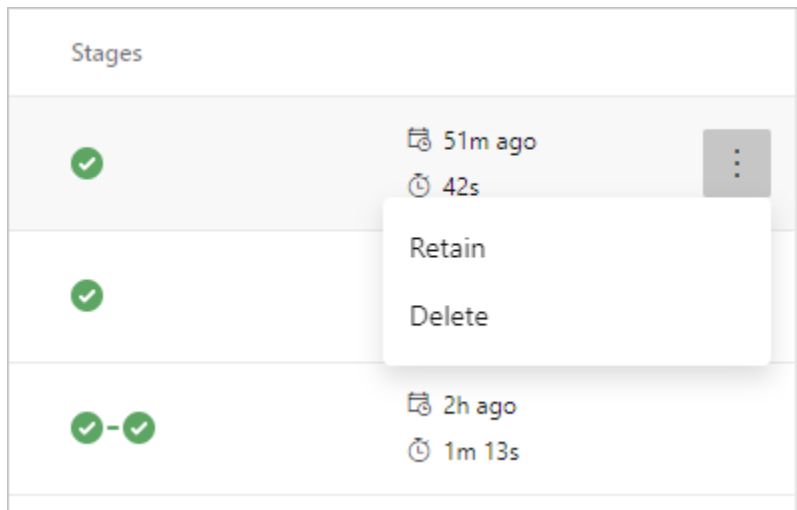 Stages
51m ago
42s
Retain
Delete
2h ago
1m 13s